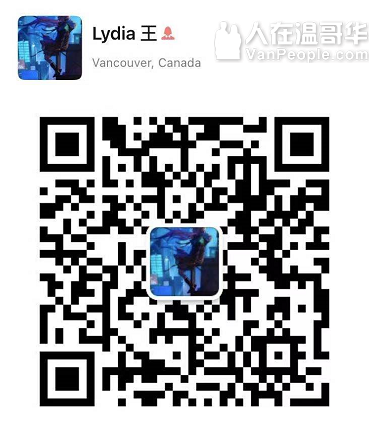 Lydia 王
人在温哥华
VanPeople.com
Vancouver, Canada